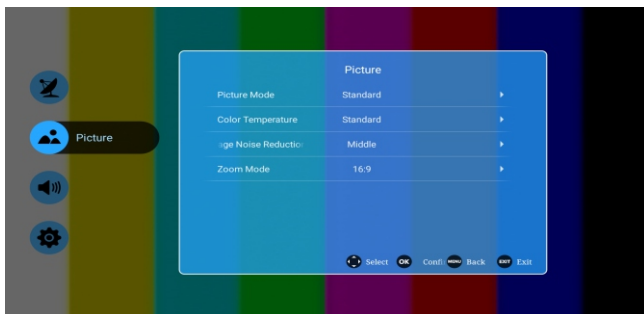 Picture
Picture
Picture Mode Standard
Color Temperature Standard
age Noise Reductio Middle
Zoom Mode 16:9
Select OK Confi MENU Back EXIT Exit